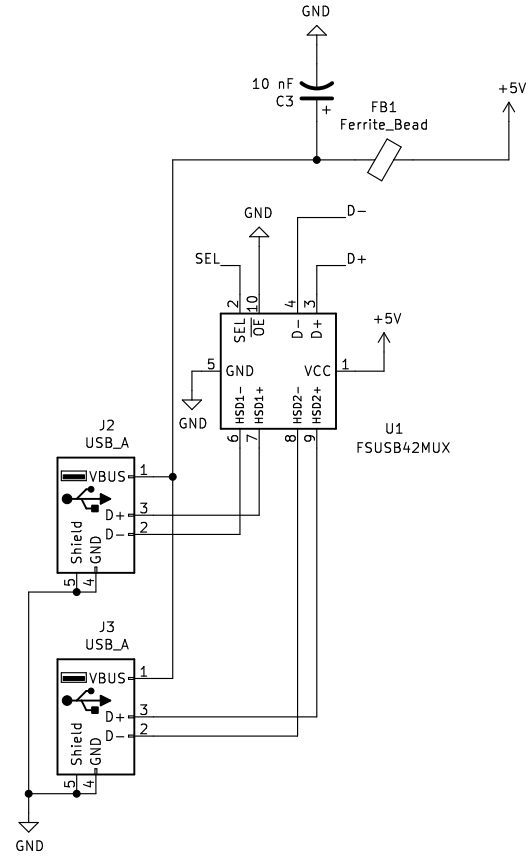 GND
10 nF
C3
+
+5V
FB1
Ferrite_Bead
GND
D-
SEL
D+
2
10
4
3
SEL
OE
D-
D+
+5V
5
GND
VCC
1
GND
HSD1-
HSD1+
HSD2-
HSD2+
6
7
8
9
U1
FSUSB42MUX
J2
USB_A
VBUS
1
D+
3
D-
2
Shield
GND
5
4
J3
USB_A
VBUS
1
D+
3
D-
2
Shield
GND
5
4
GND